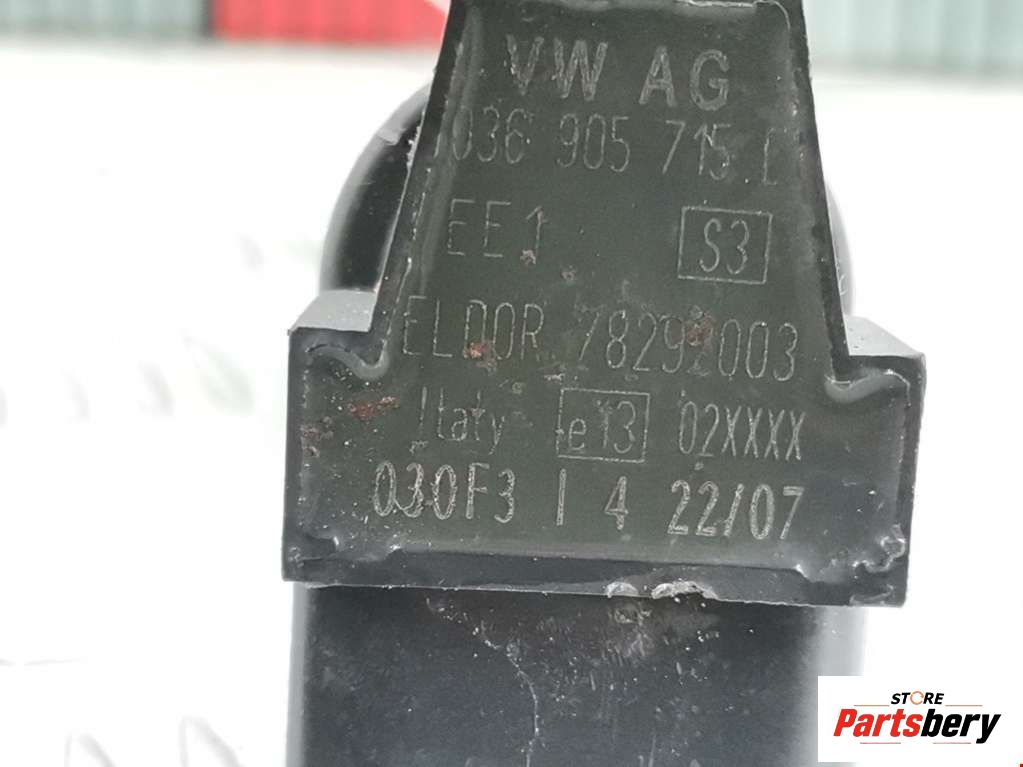 VW AG
036 905 715 L
EE1 S3
ELDOR 78292003
Italy e13 02XXXX
030F3 I 4 22/07
STORE
Partsbery